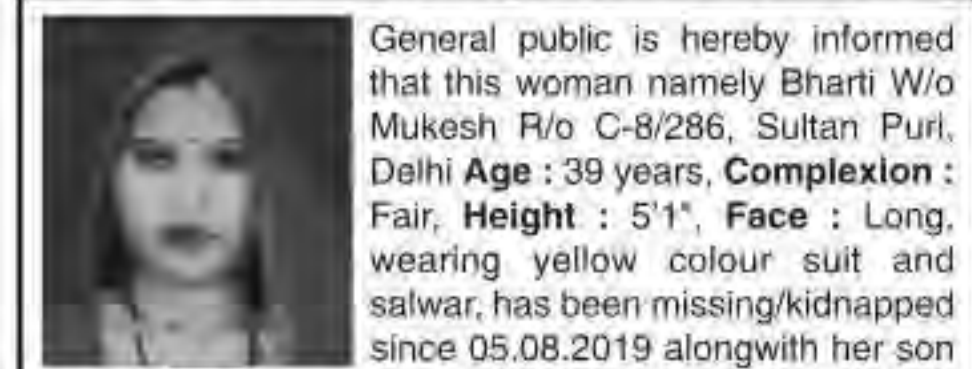 General public is hereby informed
that this woman namely Bharti W/o
Mukesh R/o C-8/286, Sultan Puri,
Delhi Age : 39 years, Complexion :
Fair, Height : 5'1", Face : Long,
wearing yellow colour suit and
salwar, has been missing/kidnapped
since 05.08.2019 alongwith her son